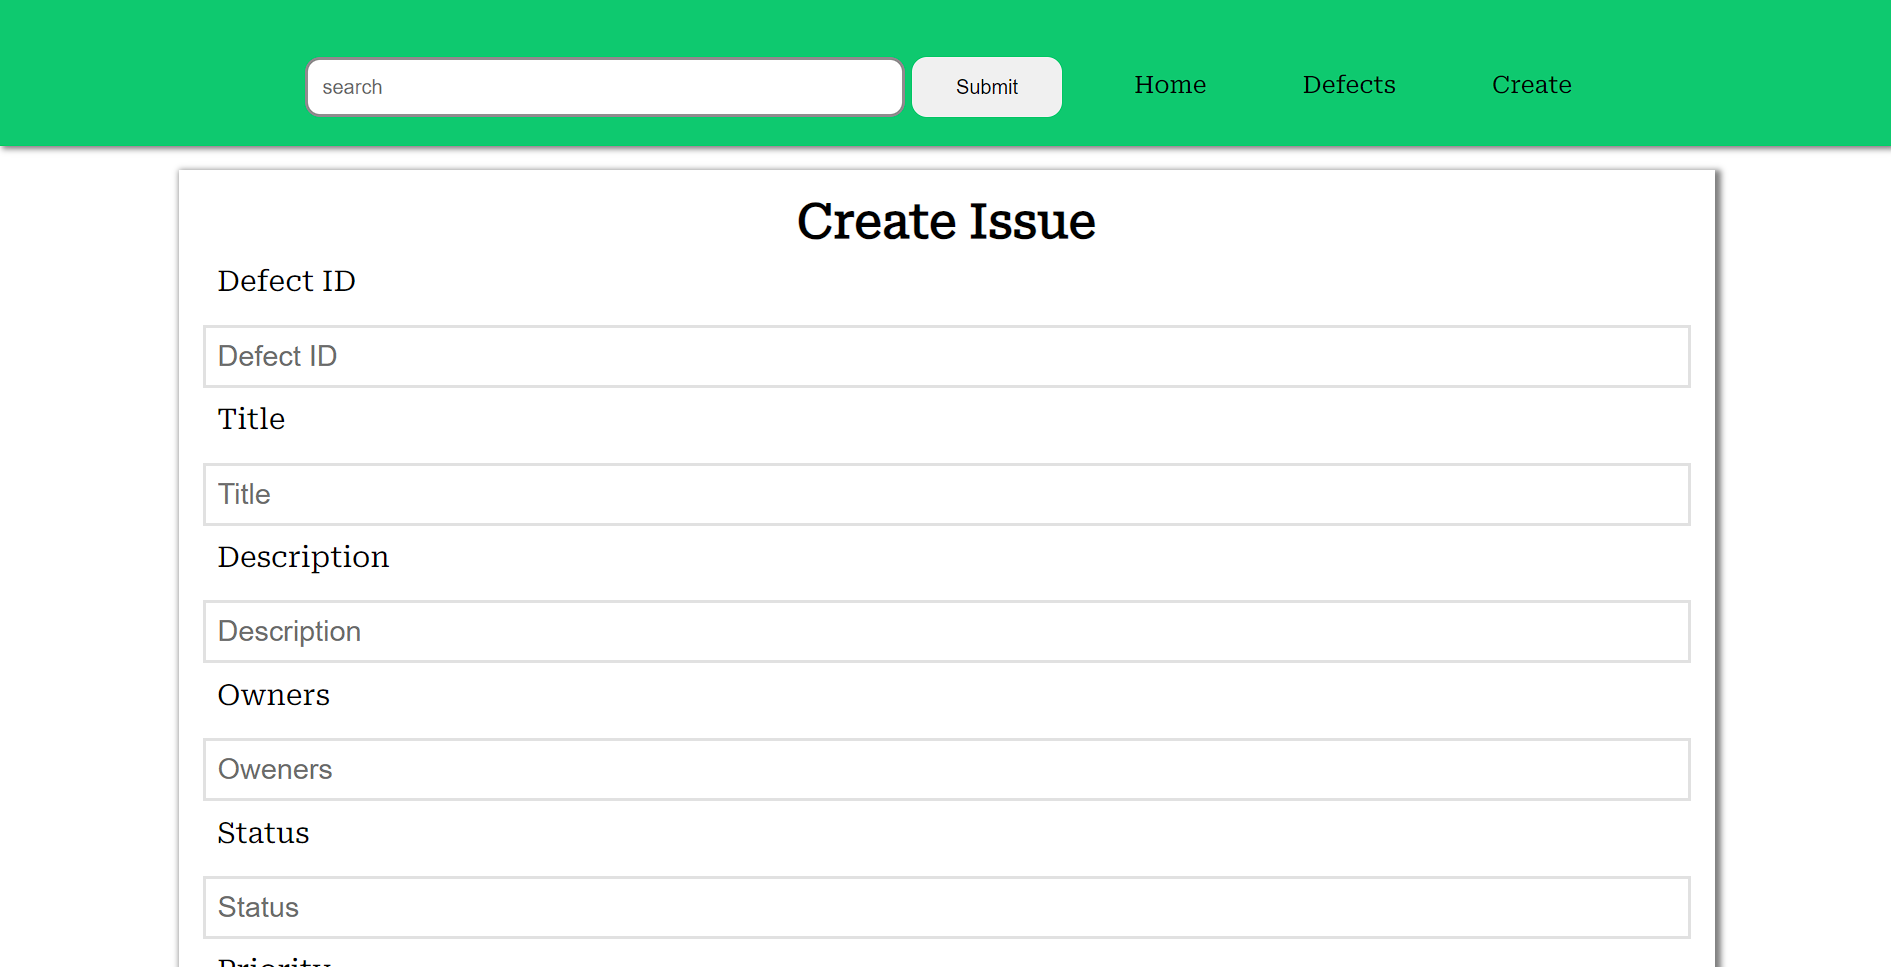 search Submit Home Defects Create
Create Issue
Defect ID
Defect ID
Title
Title
Description
Description
Owners
Oweners
Status
Status
Priority